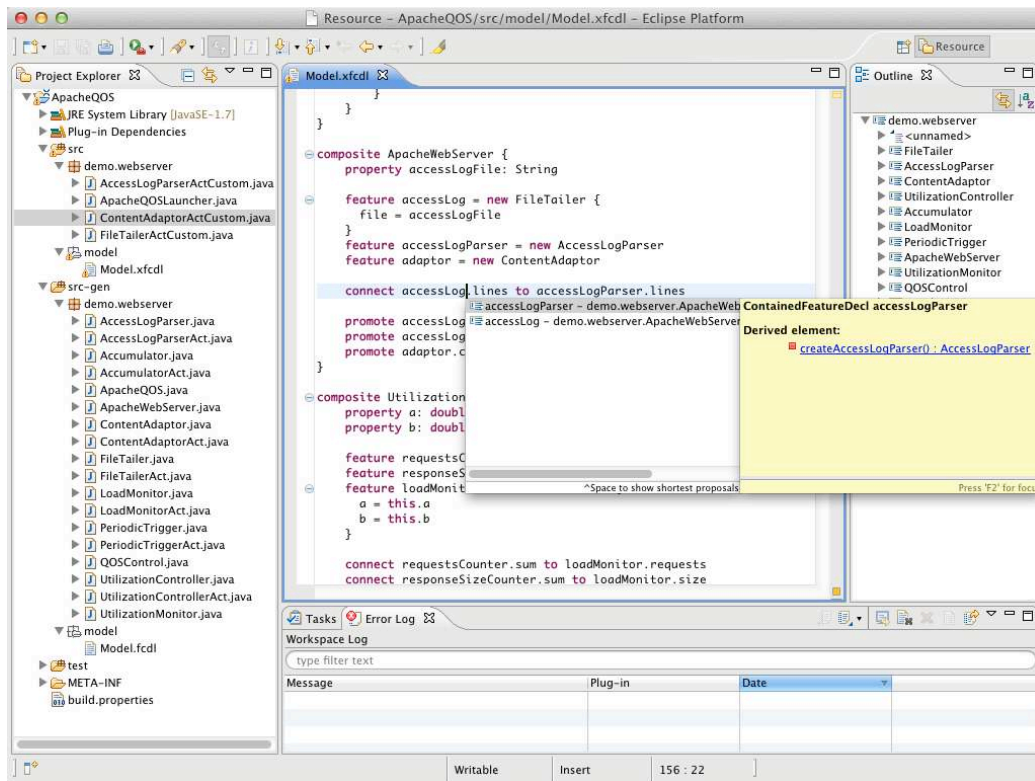 Resource - ApacheQOS/src/model/Model.xfcdl - Eclipse Platform
Resource
Project Explorer
ApacheQOS
JRE System Library [JavaSE-1.7]
Plug-in Dependencies
src
demo.webserver
AccessLogParserActCustom.java
ApacheQOSLauncher.java
ContentAdaptorActCustom.java
FileTailerActCustom.java
model
Model.xfcdl
src-gen
demo.webserver
AccessLogParser.java
AccessLogParserAct.java
Accumulator.java
AccumulatorAct.java
ApacheQOS.java
ApacheWebServer.java
ContentAdaptor.java
ContentAdaptorAct.java
FileTailer.java
FileTailerAct.java
LoadMonitor.java
LoadMonitorAct.java
PeriodicTrigger.java
PeriodicTriggerAct.java
QOSControl.java
UtilizationController.java
UtilizationControllerAct.java
UtilizationMonitor.java
model
Model.fcdl
test
META-INF
build.properties
Model.xfcdl
}
}
}
composite ApacheWebServer {
property accessLogFile: String
feature accessLog = new FileTailer {
file = accessLogFile
}
feature accessLogParser = new AccessLogParser
feature adaptor = new ContentAdaptor
connect accessLog.lines to accessLogParser.lines
promote accessLog
promote accessLog
promote adaptor.c
}
composite Utilization
property a: doubl
property b: doubl
feature requestsC
feature responseS
feature loadMonit
a = this.a
b = this.b
}
connect requestsCounter.sum to loadMonitor.requests
connect responseSizeCounter.sum to loadMonitor.size
accessLogParser - demo.webserver.ApacheWeb
accessLog - demo.webserver.ApacheWebServer
^Space to show shortest proposals
ContainedFeatureDecl accessLogParser
Derived element:
createAccessLogParser() : AccessLogParser
Press 'F2' for focu
Outline
demo.webserver
<unnamed>
FileTailer
AccessLogParser
ContentAdaptor
UtilizationController
Accumulator
LoadMonitor
PeriodicTrigger
ApacheWebServer
UtilizationMonitor
QOSControl
Tasks
Error Log
Workspace Log
type filter text
Message
Plug-in
Date
Writable
Insert
156 : 22